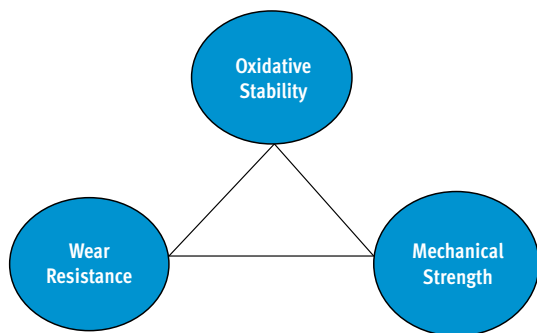 Oxidative
Stability
Wear
Resistance
Mechanical
Strength